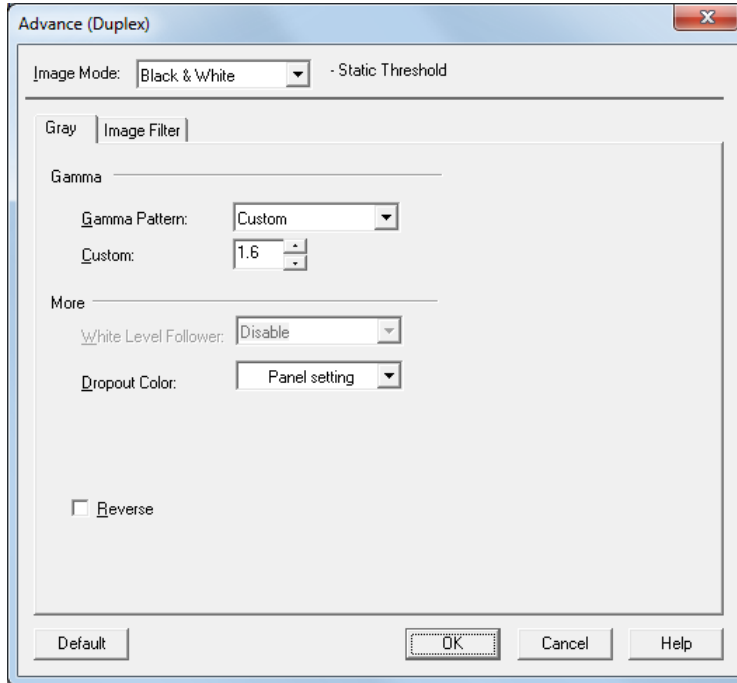 Advance (Duplex)
Image Mode: Black & White - Static Threshold
Gray Image Filter
Gamma
Gamma Pattern: Custom
Custom: 1.6
More
White Level Follower: Disable
Dropout Color: Panel setting
Reverse
Default OK Cancel Help